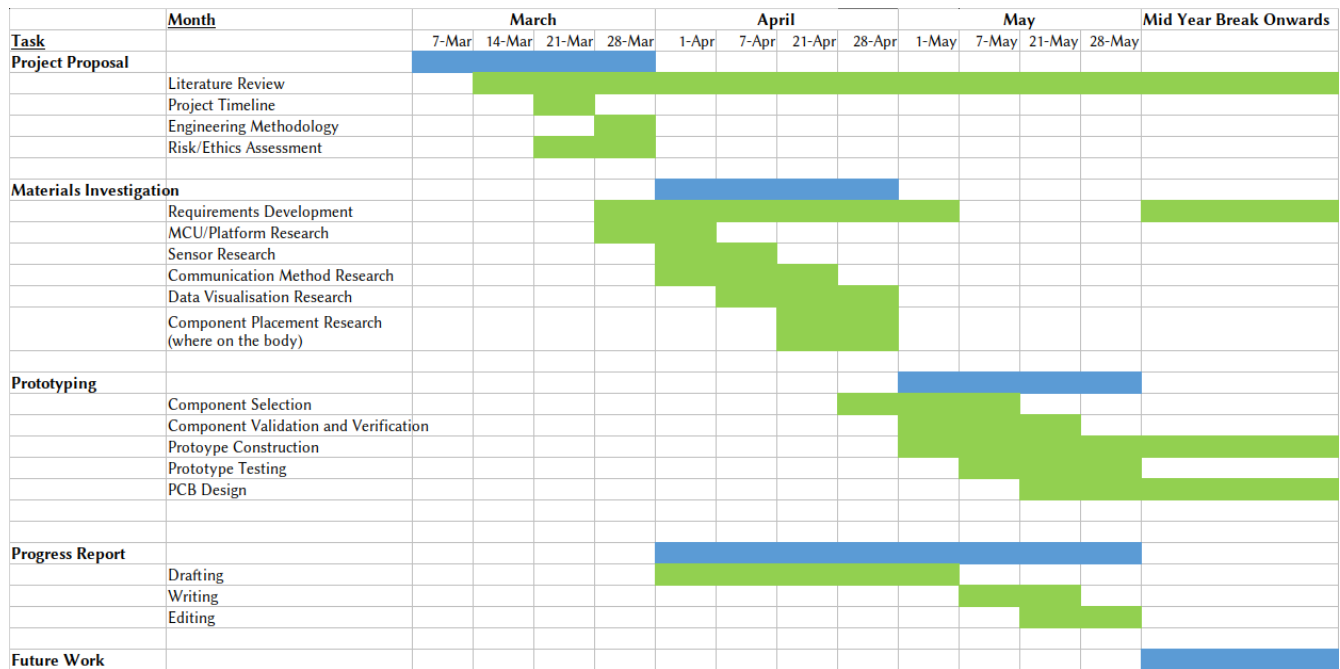 Month March April May Mid Year Break Onwards
Task 7-Mar 14-Mar 21-Mar 28-Mar 1-Apr 7-Apr 21-Apr 28-Apr 1-May 7-May 21-May 28-May
Project Proposal
Literature Review
Project Timeline
Engineering Methodology
Risk/Ethics Assessment
Materials Investigation
Requirements Development
MCU/Platform Research
Sensor Research
Communication Method Research
Data Visualisation Research
Component Placement Research
(where on the body)
Prototyping
Component Selection
Component Validation and Verification
Protoype Construction
Prototype Testing
PCB Design
Progress Report
Drafting
Writing
Editing
Future Work